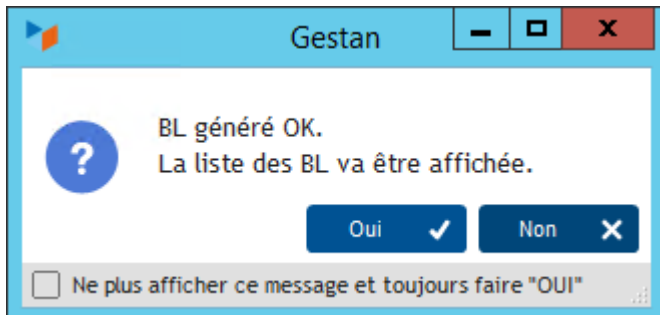 Gestan
BL généré OK.
La liste des BL va être affichée.
Oui
Non
Ne plus afficher ce message et toujours faire "OUI"